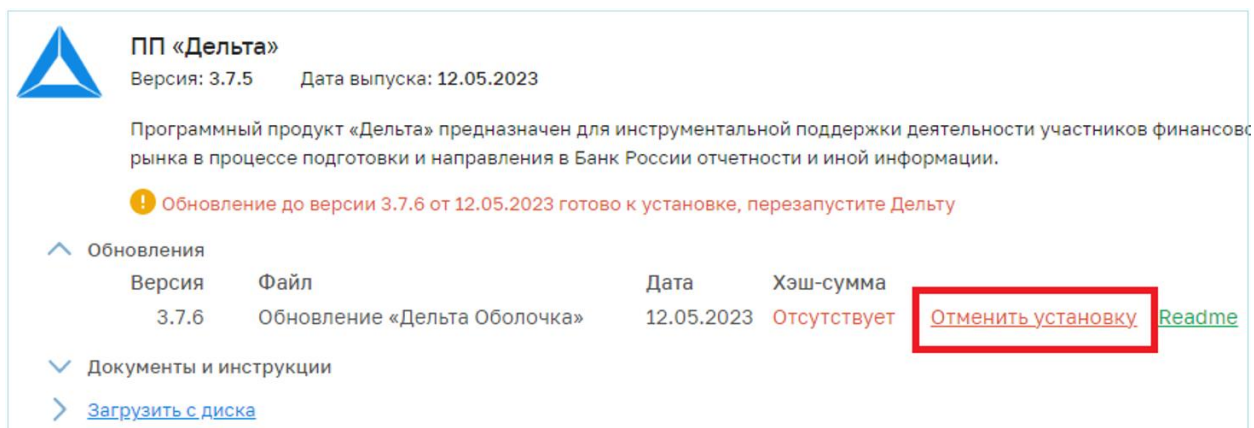 ПП «Дельта»
Версия: 3.7.5 Дата выпуска: 12.05.2023
Программный продукт «Дельта» предназначен для инструментальной поддержки деятельности участников финансово
рынка в процессе подготовки и направления в Банк России отчетности и иной информации.
! Обновление до версии 3.7.6 от 12.05.2023 готово к установке, перезапустите Дельту
Обновления
Версия Файл Дата Хэш-сумма
3.7.6 Обновление «Дельта Оболочка» 12.05.2023 Отсутствует Отменить установку Readme
Документы и инструкции
Загрузить с диска